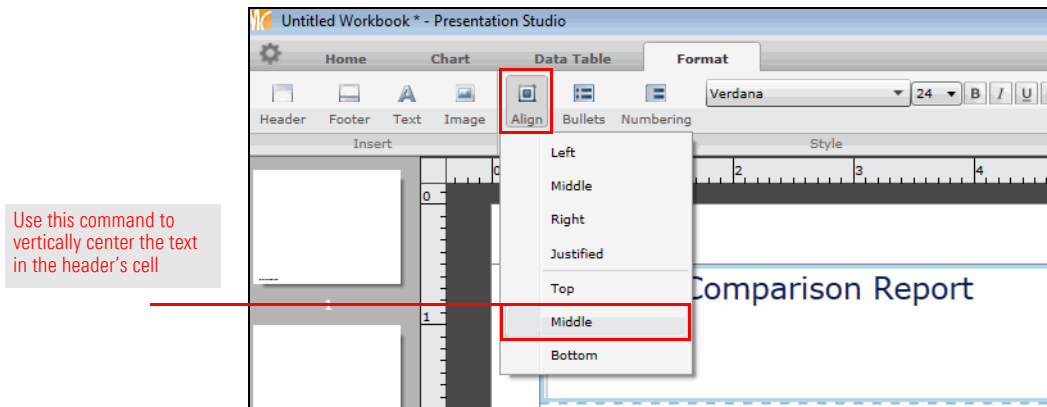 Untitled Workbook * - Presentation Studio
Home Chart Data Table Format
Verdana 24 B I U
Header Footer Text Image Align Bullets Numbering
Insert Style
Left
0 2 3 4
Middle
0
Use this command to
vertically center the text
in the header's cell
Right
Justified
Top
Comparison Report
1
1
Middle
Bottom